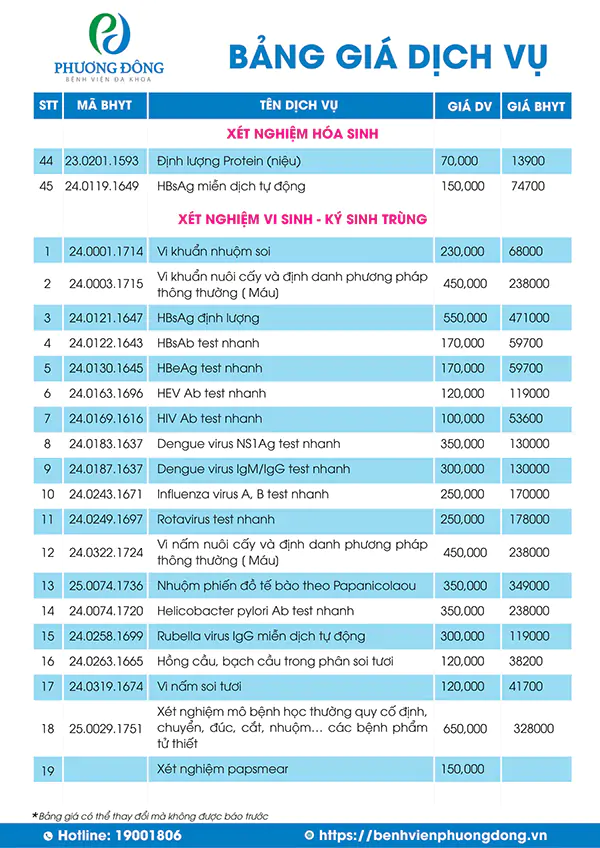 PHƯƠNG ĐÔNG
BỆNH VIỆN ĐA KHOA
BẢNG GIÁ DỊCH VỤ
STT MÃ BHYT TÊN DỊCH VỤ GIÁ DV GIÁ BHYT
XÉT NGHIỆM HÓA SINH
44 23.0201.1593 Định lượng Protein (niệu) 70,000 13900
45 24.0119.1649 HBsAg miễn dịch tự động 150,000 74700
XÉT NGHIỆM VI SINH - KÝ SINH TRÙNG
1 24.0001.1714 Vi khuẩn nhuộm soi 230,000 68000
2 24.0003.1715 Vi khuẩn nuôi cấy và định danh phương pháp 450,000 238000
thông thường ( Máu)
3 24.0121.1647 HBsAg định lượng 550,000 471000
4 24.0122.1643 HBsAb test nhanh 170,000 59700
5 24.0130.1645 HBeAg test nhanh 170,000 59700
6 24.0163.1696 HEV Ab test nhanh 120,000 119000
7 24.0169.1616 HIV Ab test nhanh 100,000 53600
8 24.0183.1637 Dengue virus NS1Ag test nhanh 350,000 130000
9 24.0187.1637 Dengue virus IgM/IgG test nhanh 300,000 130000
10 24.0243.1671 Influenza virus A, B test nhanh 250,000 170000
11 24.0249.1697 Rotavirus test nhanh 250,000 178000
12 24.0322.1724 Vi nấm nuôi cấy và định danh phương pháp 450,000 238000
thông thường ( Máu)
13 25.0074.1736 Nhuộm phiến đồ tế bào theo Papanicolaou 350,000 349000
14 24.0074.1720 Helicobacter pylori Ab test nhanh 350,000 238000
15 24.0258.1699 Rubella virus IgG miễn dịch tự động 300,000 119000
16 24.0263.1665 Hồng cầu, bạch cầu trong phân soi tươi 120,000 38200
17 24.0319.1674 Vi nấm soi tươi 120,000 41700
18 25.0029.1751 Xét nghiệm mô bệnh học thường quy cố định, 650,000 328000
chuyển, đúc, cắt, nhuộm... các bệnh phẩm
tử thiết
19 Xét nghiệm papsmear 150,000
*Bảng giá có thể thay đổi mà không được báo trước
Hotline: 19001806 https://benhvienphuongdong.vn